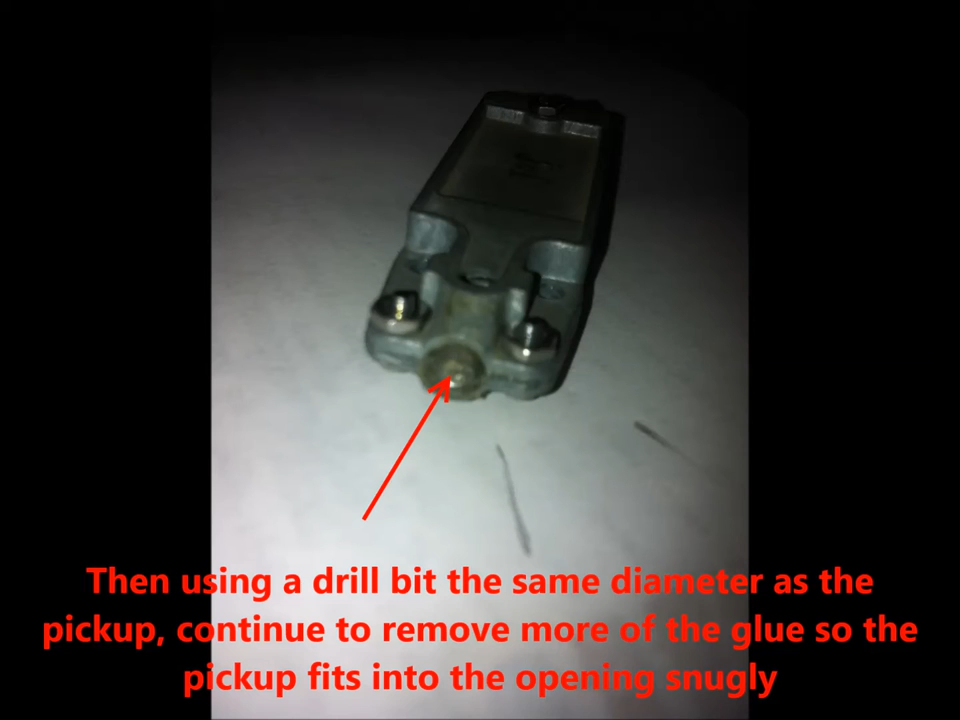 Then using a drill bit the same diameter as the
pickup, continue to remove more of the glue so the
pickup fits into the opening snugly